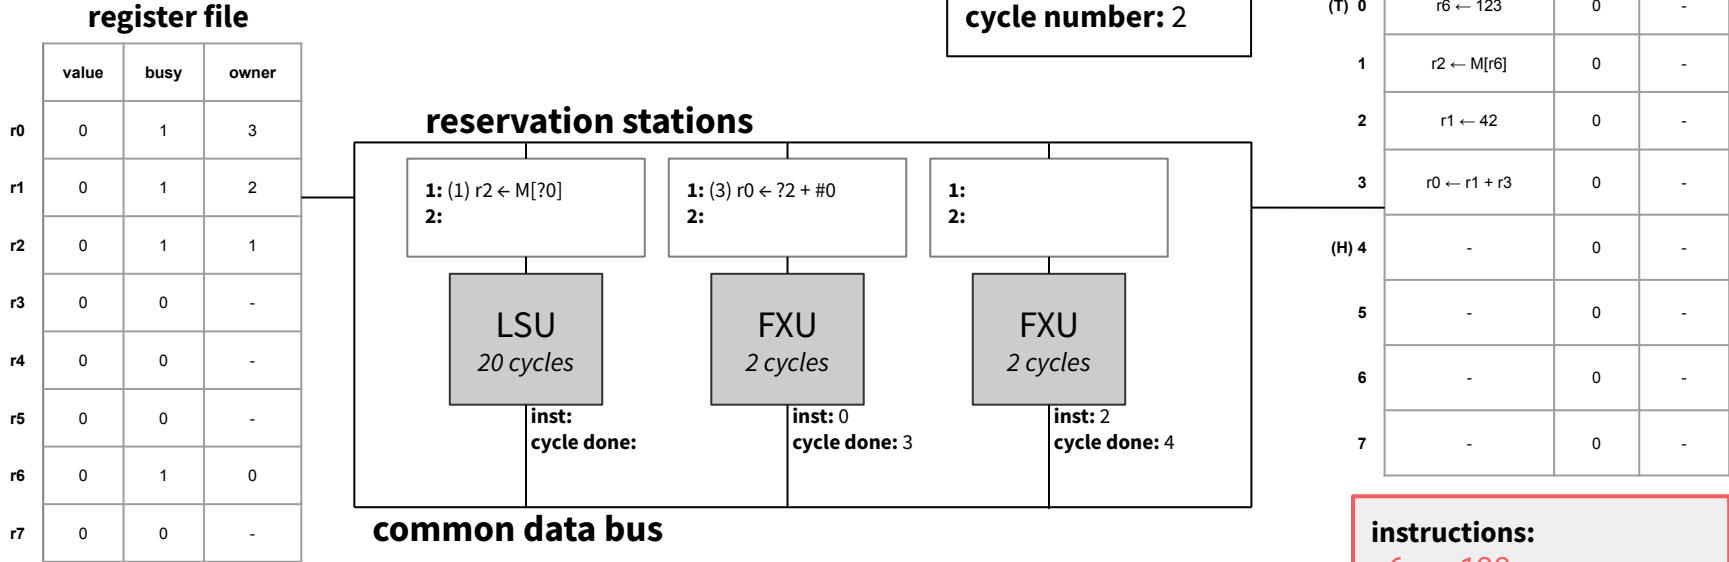 register file
value busy owner
r0 0 1 3
r1 0 1 2
r2 0 1 1
r3 0 0 -
r4 0 0 -
r5 0 0 -
r6 0 1 0
r7 0 0 -
cycle number: 2
reservation stations
1: (1) r2 ← M[?0]
2:
1: (3) r0 ← ?2 + #0
2:
1:
2:
LSU
20 cycles
FXU
2 cycles
FXU
2 cycles
inst:
cycle done:
inst: 0
cycle done: 3
inst: 2
cycle done: 4
common data bus
(T) 0 r6 ← 123 0 -
1 r2 ← M[r6] 0 -
2 r1 ← 42 0 -
3 r0 ← r1 + r3 0 -
(H) 4 - 0 -
5 - 0 -
6 - 0 -
7 - 0 -
instructions: